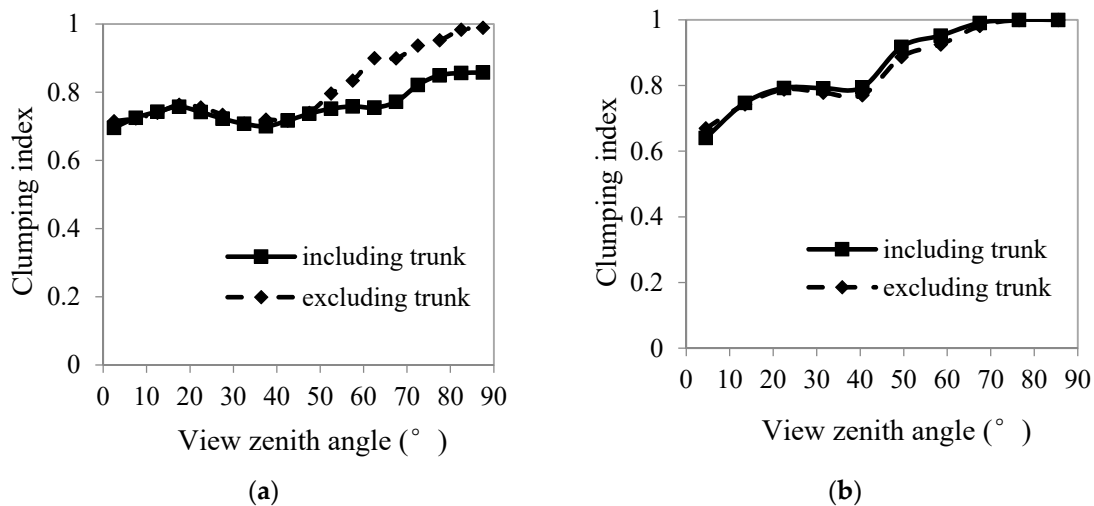 1
0.8
0.6
0.4
0.2
0
Clumping index
including trunk
excluding trunk
0 10 20 30 40 50 60 70 80 90
View zenith angle (° )
(a)
1
0.8
0.6
0.4
0.2
0
Clumping index
including trunk
excluding trunk
0 10 20 30 40 50 60 70 80 90
View zenith angle (° )
(b)